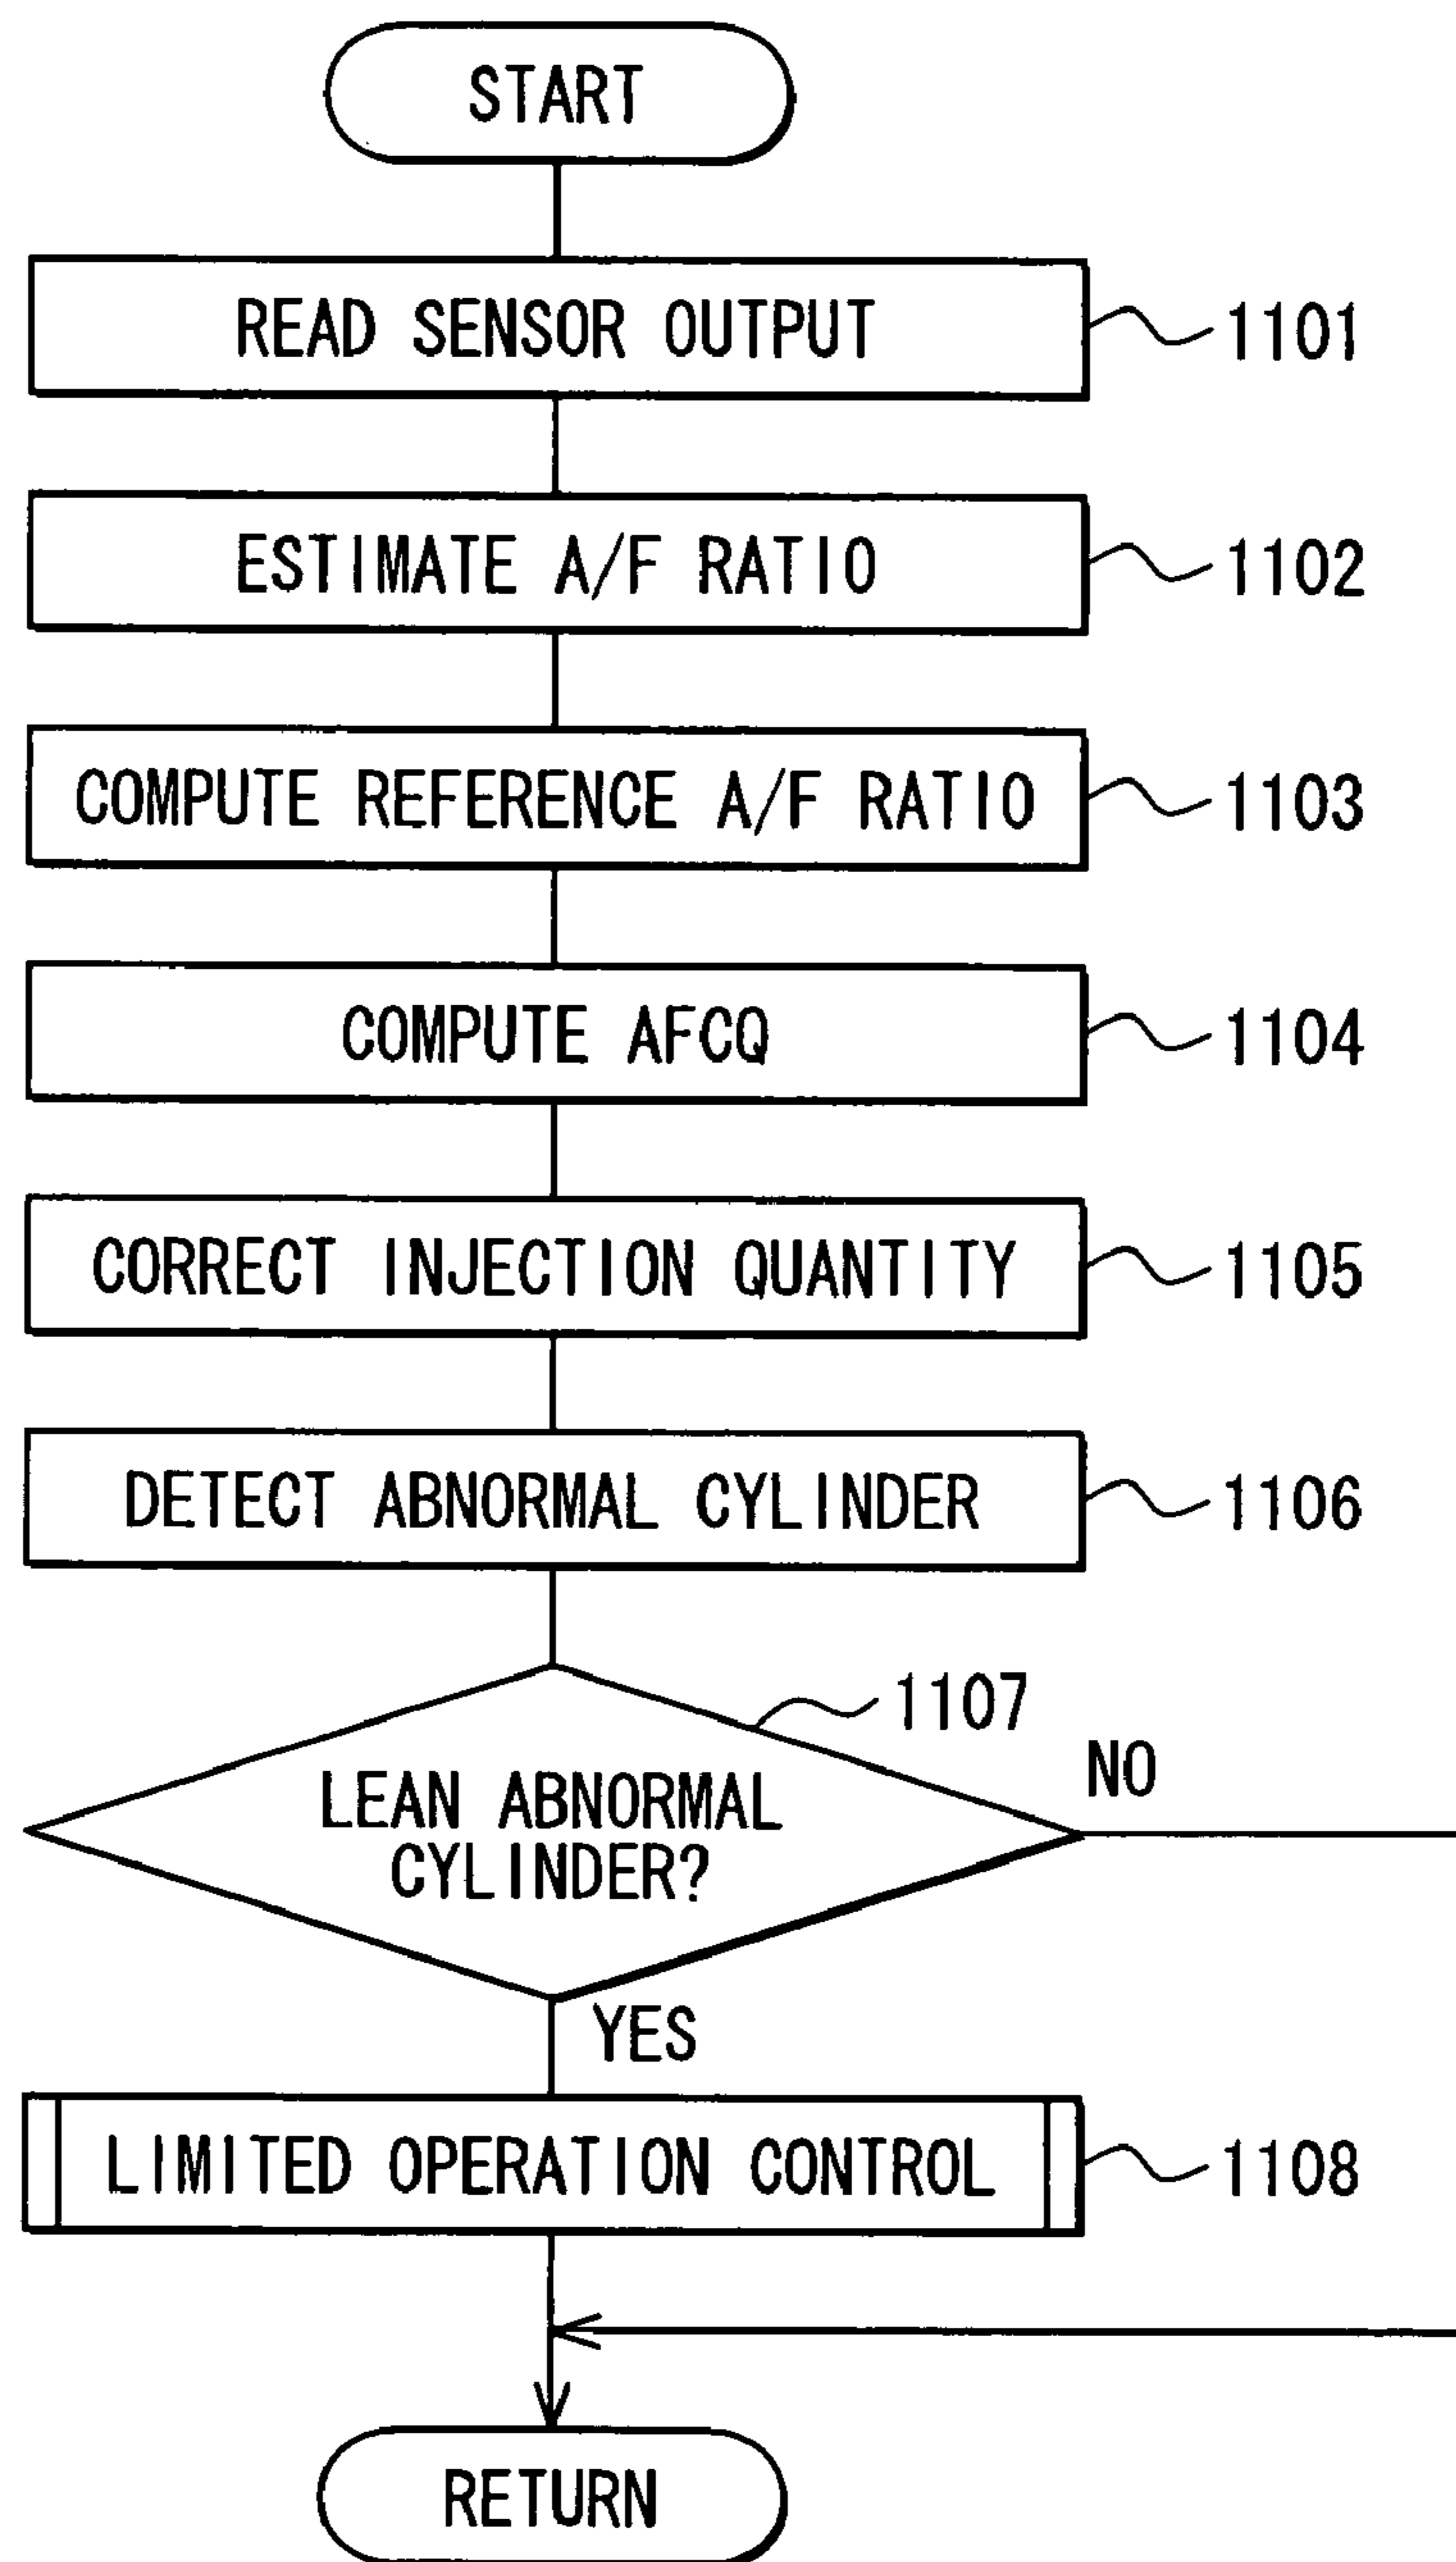 START
READ SENSOR OUTPUT
1101
ESTIMATE A/F RATIO
1102
COMPUTE REFERENCE A/F RATIO
1103
COMPUTE AFCQ
1104
CORRECT INJECTION QUANTITY
1105
DETECT ABNORMAL CYLINDER
1106
1107
NO
LEAN ABNORMAL
CYLINDER?
YES
LIMITED OPERATION CONTROL
1108
RETURN